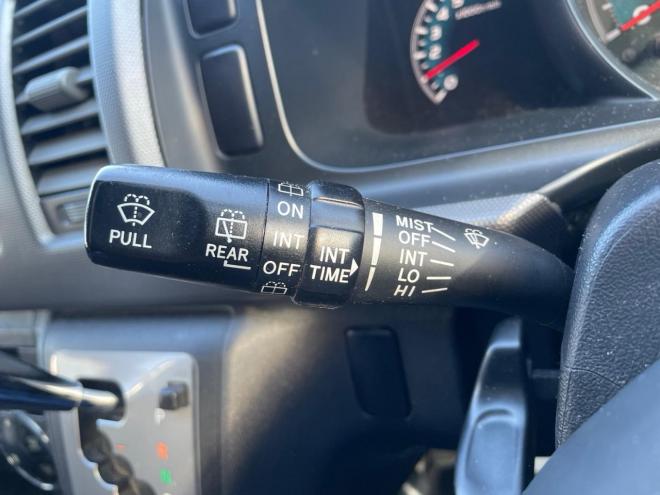 PULL
REAR
ON
INT
OFF
INT
TIME
MIST
OFF
INT
LO
HI